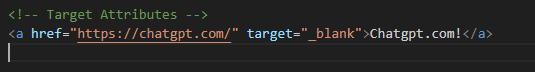 <!-- Target Attributes -->
<a href="https://chatgpt.com/" target="_blank">Chatgpt.com!</a>